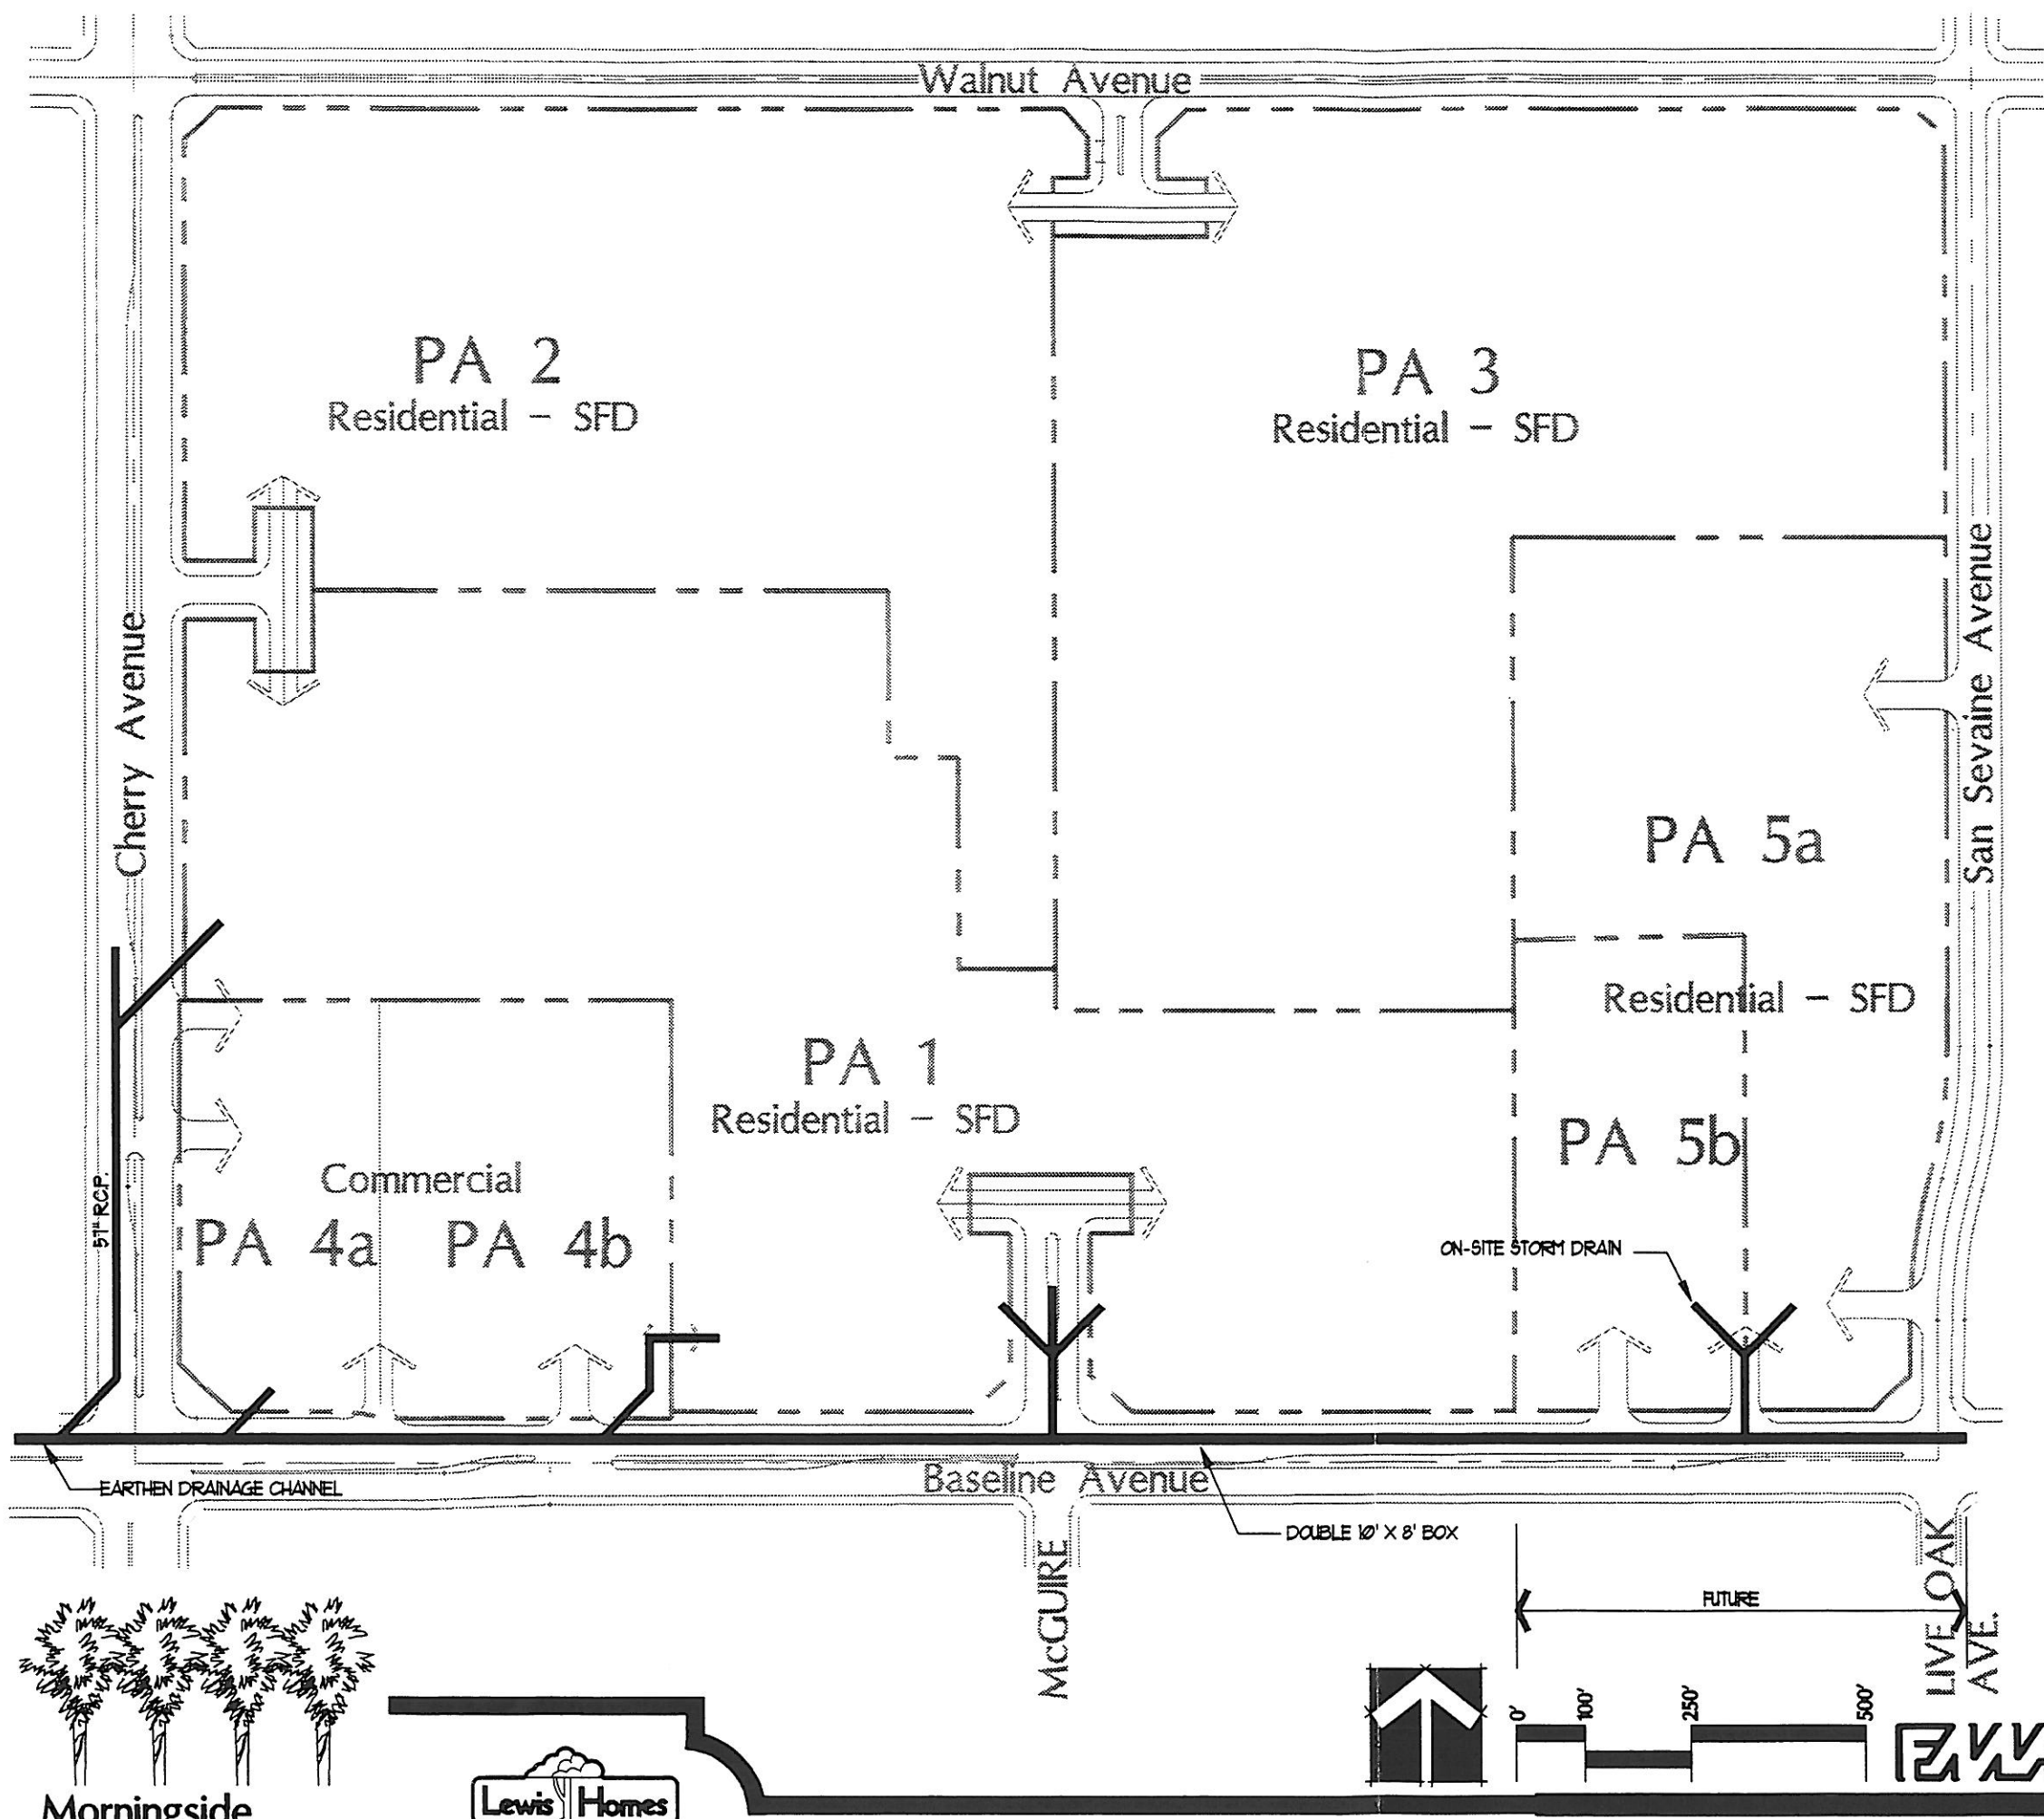 Walnut Avenue
PA 2
Residential - SFD
PA 3
Residential - SFD
Cherry Avenue
San Sevaine Avenue
PA 5a
Residential - SFD
PA 1
Residential - SFD
PA 5b
Commercial
PA 4a
PA 4b
57" R.C.P.
ON-SITE STORM DRAIN
EARTHEN DRAINAGE CHANNEL
Baseline Avenue
DOUBLE 10' X 8' BOX
McGUIRE
FUTURE
LIVE OAK
AVE.
0'
100'
250'
500'
Morningside
Lewis Homes